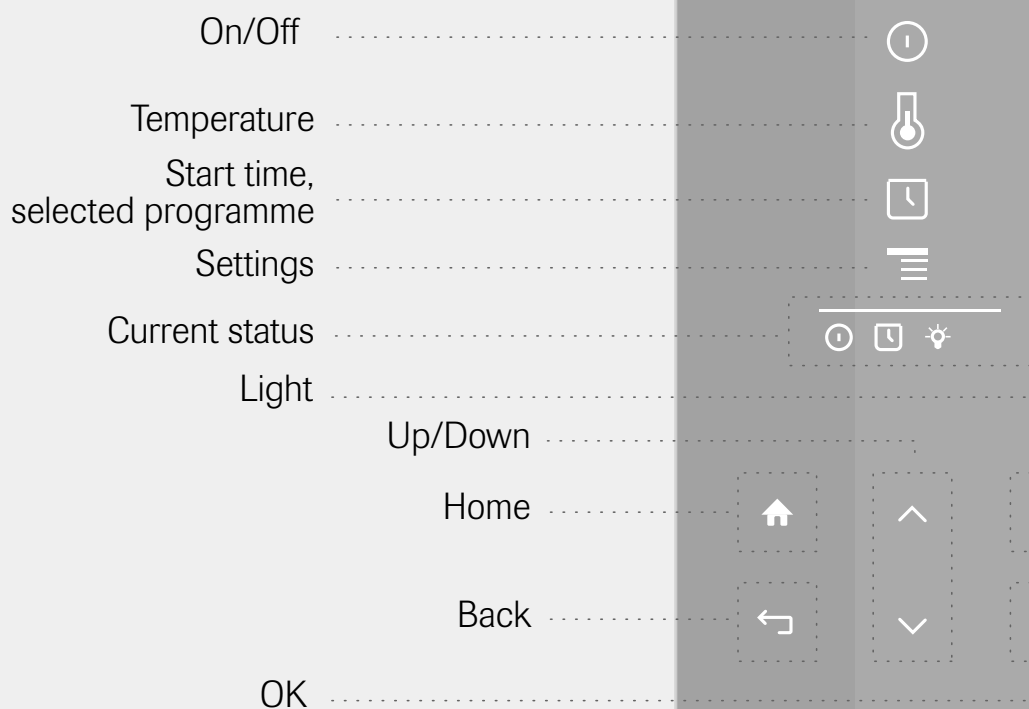 On/Off
Temperature
Start time,
selected programme
Settings
Current status
Light
Up/Down
Home
Back
OK